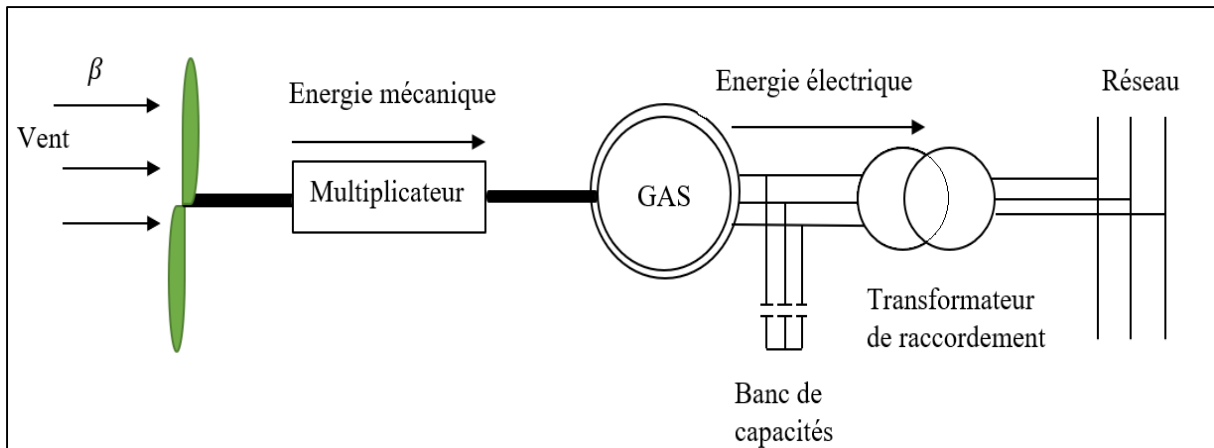 β
Vent
Energie mécanique
Multiplicateur
GAS
Energie électrique
Réseau
Transformateur
de raccordement
Banc de
capacités